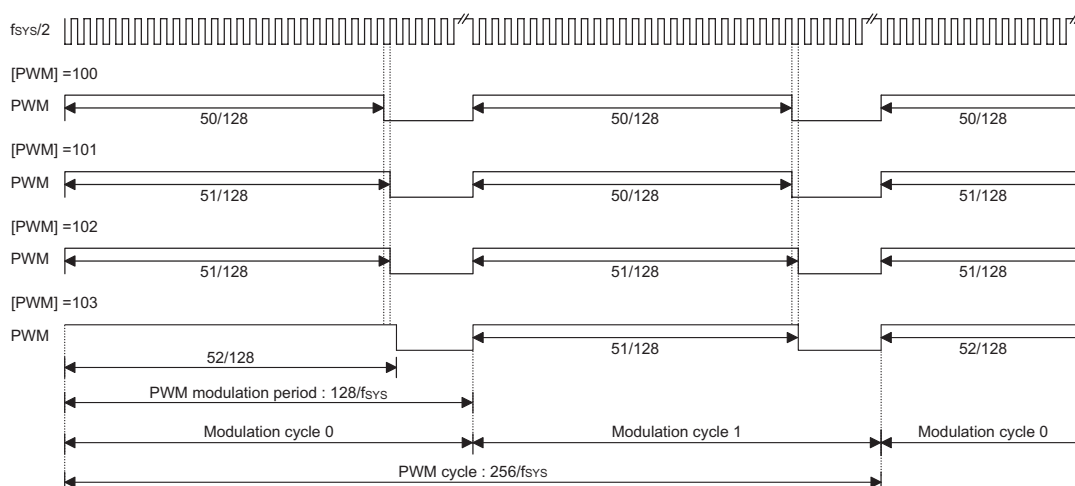 fSYS/2
[PWM] =100
PWM
50/128 50/128 50/128
[PWM] =101
PWM
51/128 50/128 51/128
[PWM] =102
PWM
51/128 51/128 51/128
[PWM] =103
PWM
52/128 51/128 52/128
PWM modulation period : 128/fSYS
Modulation cycle 0 Modulation cycle 1 Modulation cycle 0
PWM cycle : 256/fSYS